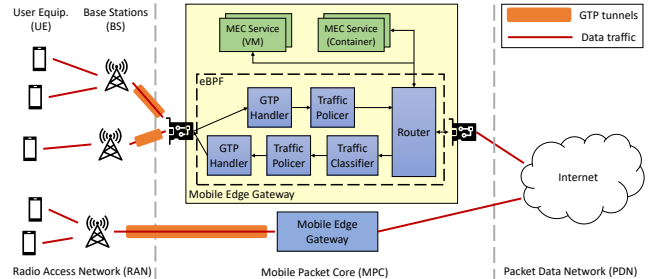 User Equip.
(UE)
Base Stations
(BS)
MEC Service
(VM)
MEC Service
(Container)
GTP tunnels
Data traffic
eBPF
GTP
Handler
Traffic
Policer
Router
GTP
Handler
Traffic
Policer
Traffic
Classifier
Internet
Mobile Edge Gateway
Mobile Edge
Gateway
Radio Access Network (RAN)
Mobile Packet Core (MPC)
Packet Data Network (PDN)